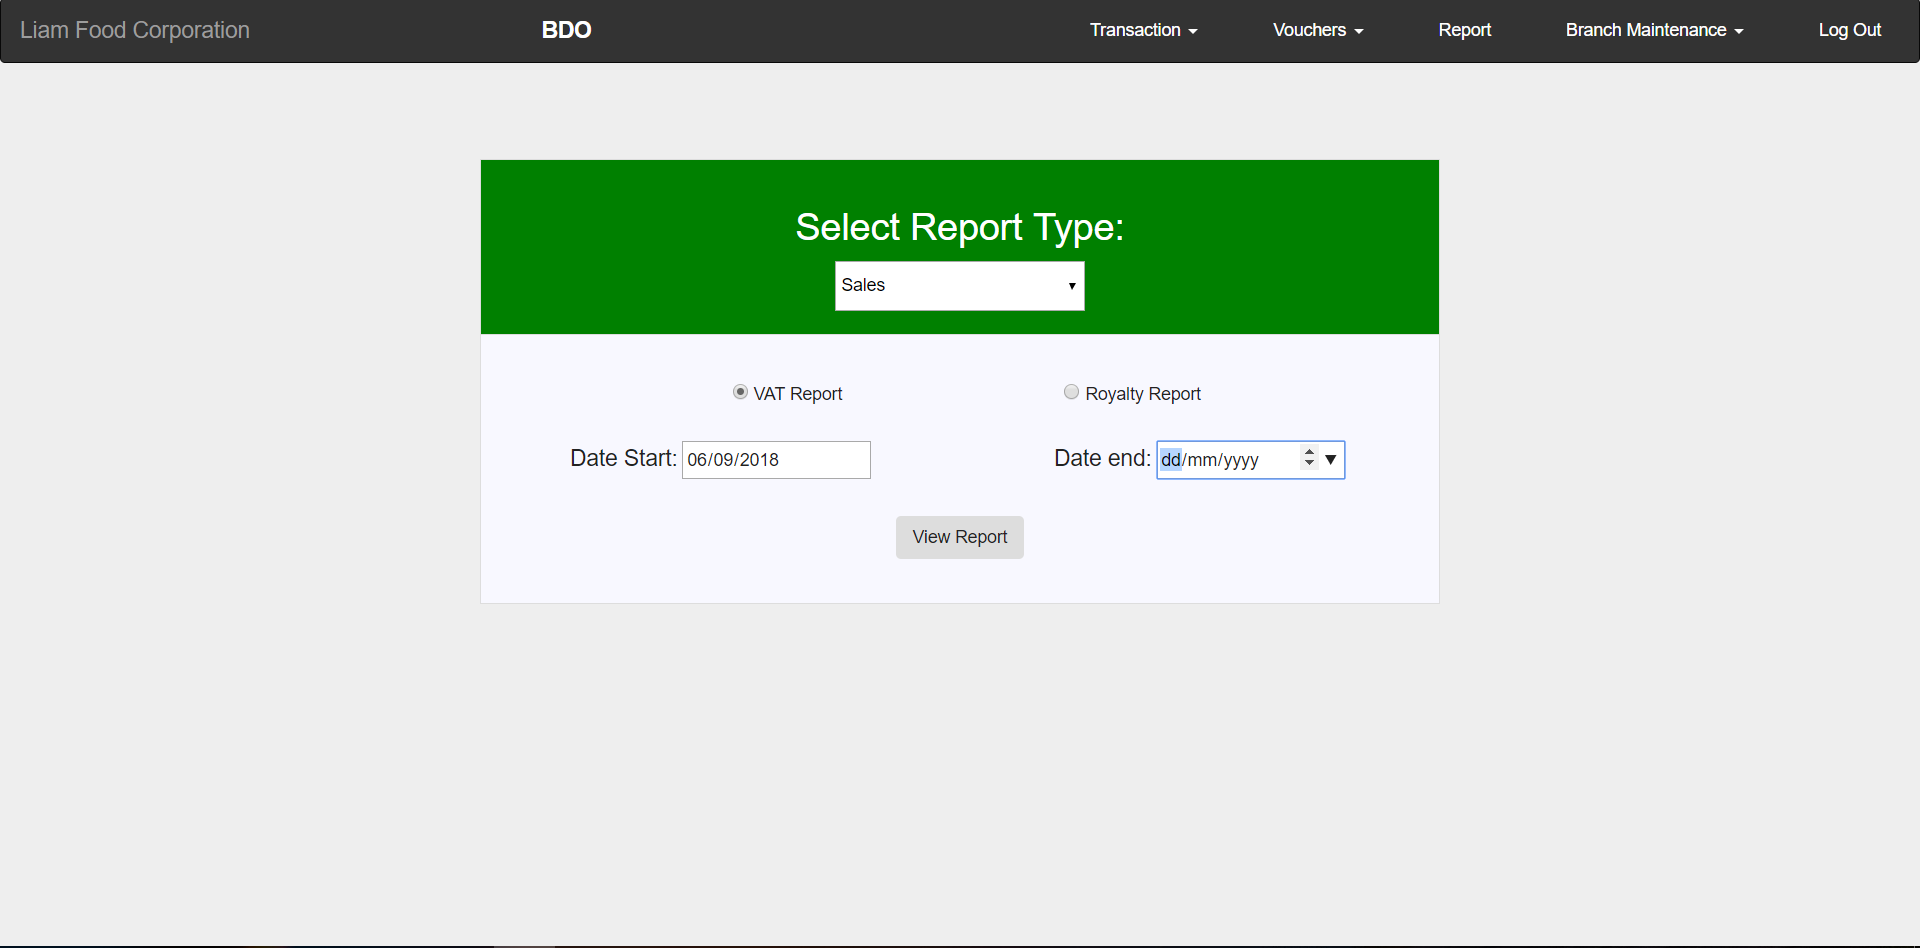 Liam Food Corporation BDO Transaction Vouchers Report Branch Maintenance Log Out
Select Report Type:
Sales
VAT Report Royalty Report
Date Start: 06/09/2018 Date end: dd/mm/yyyy
View Report